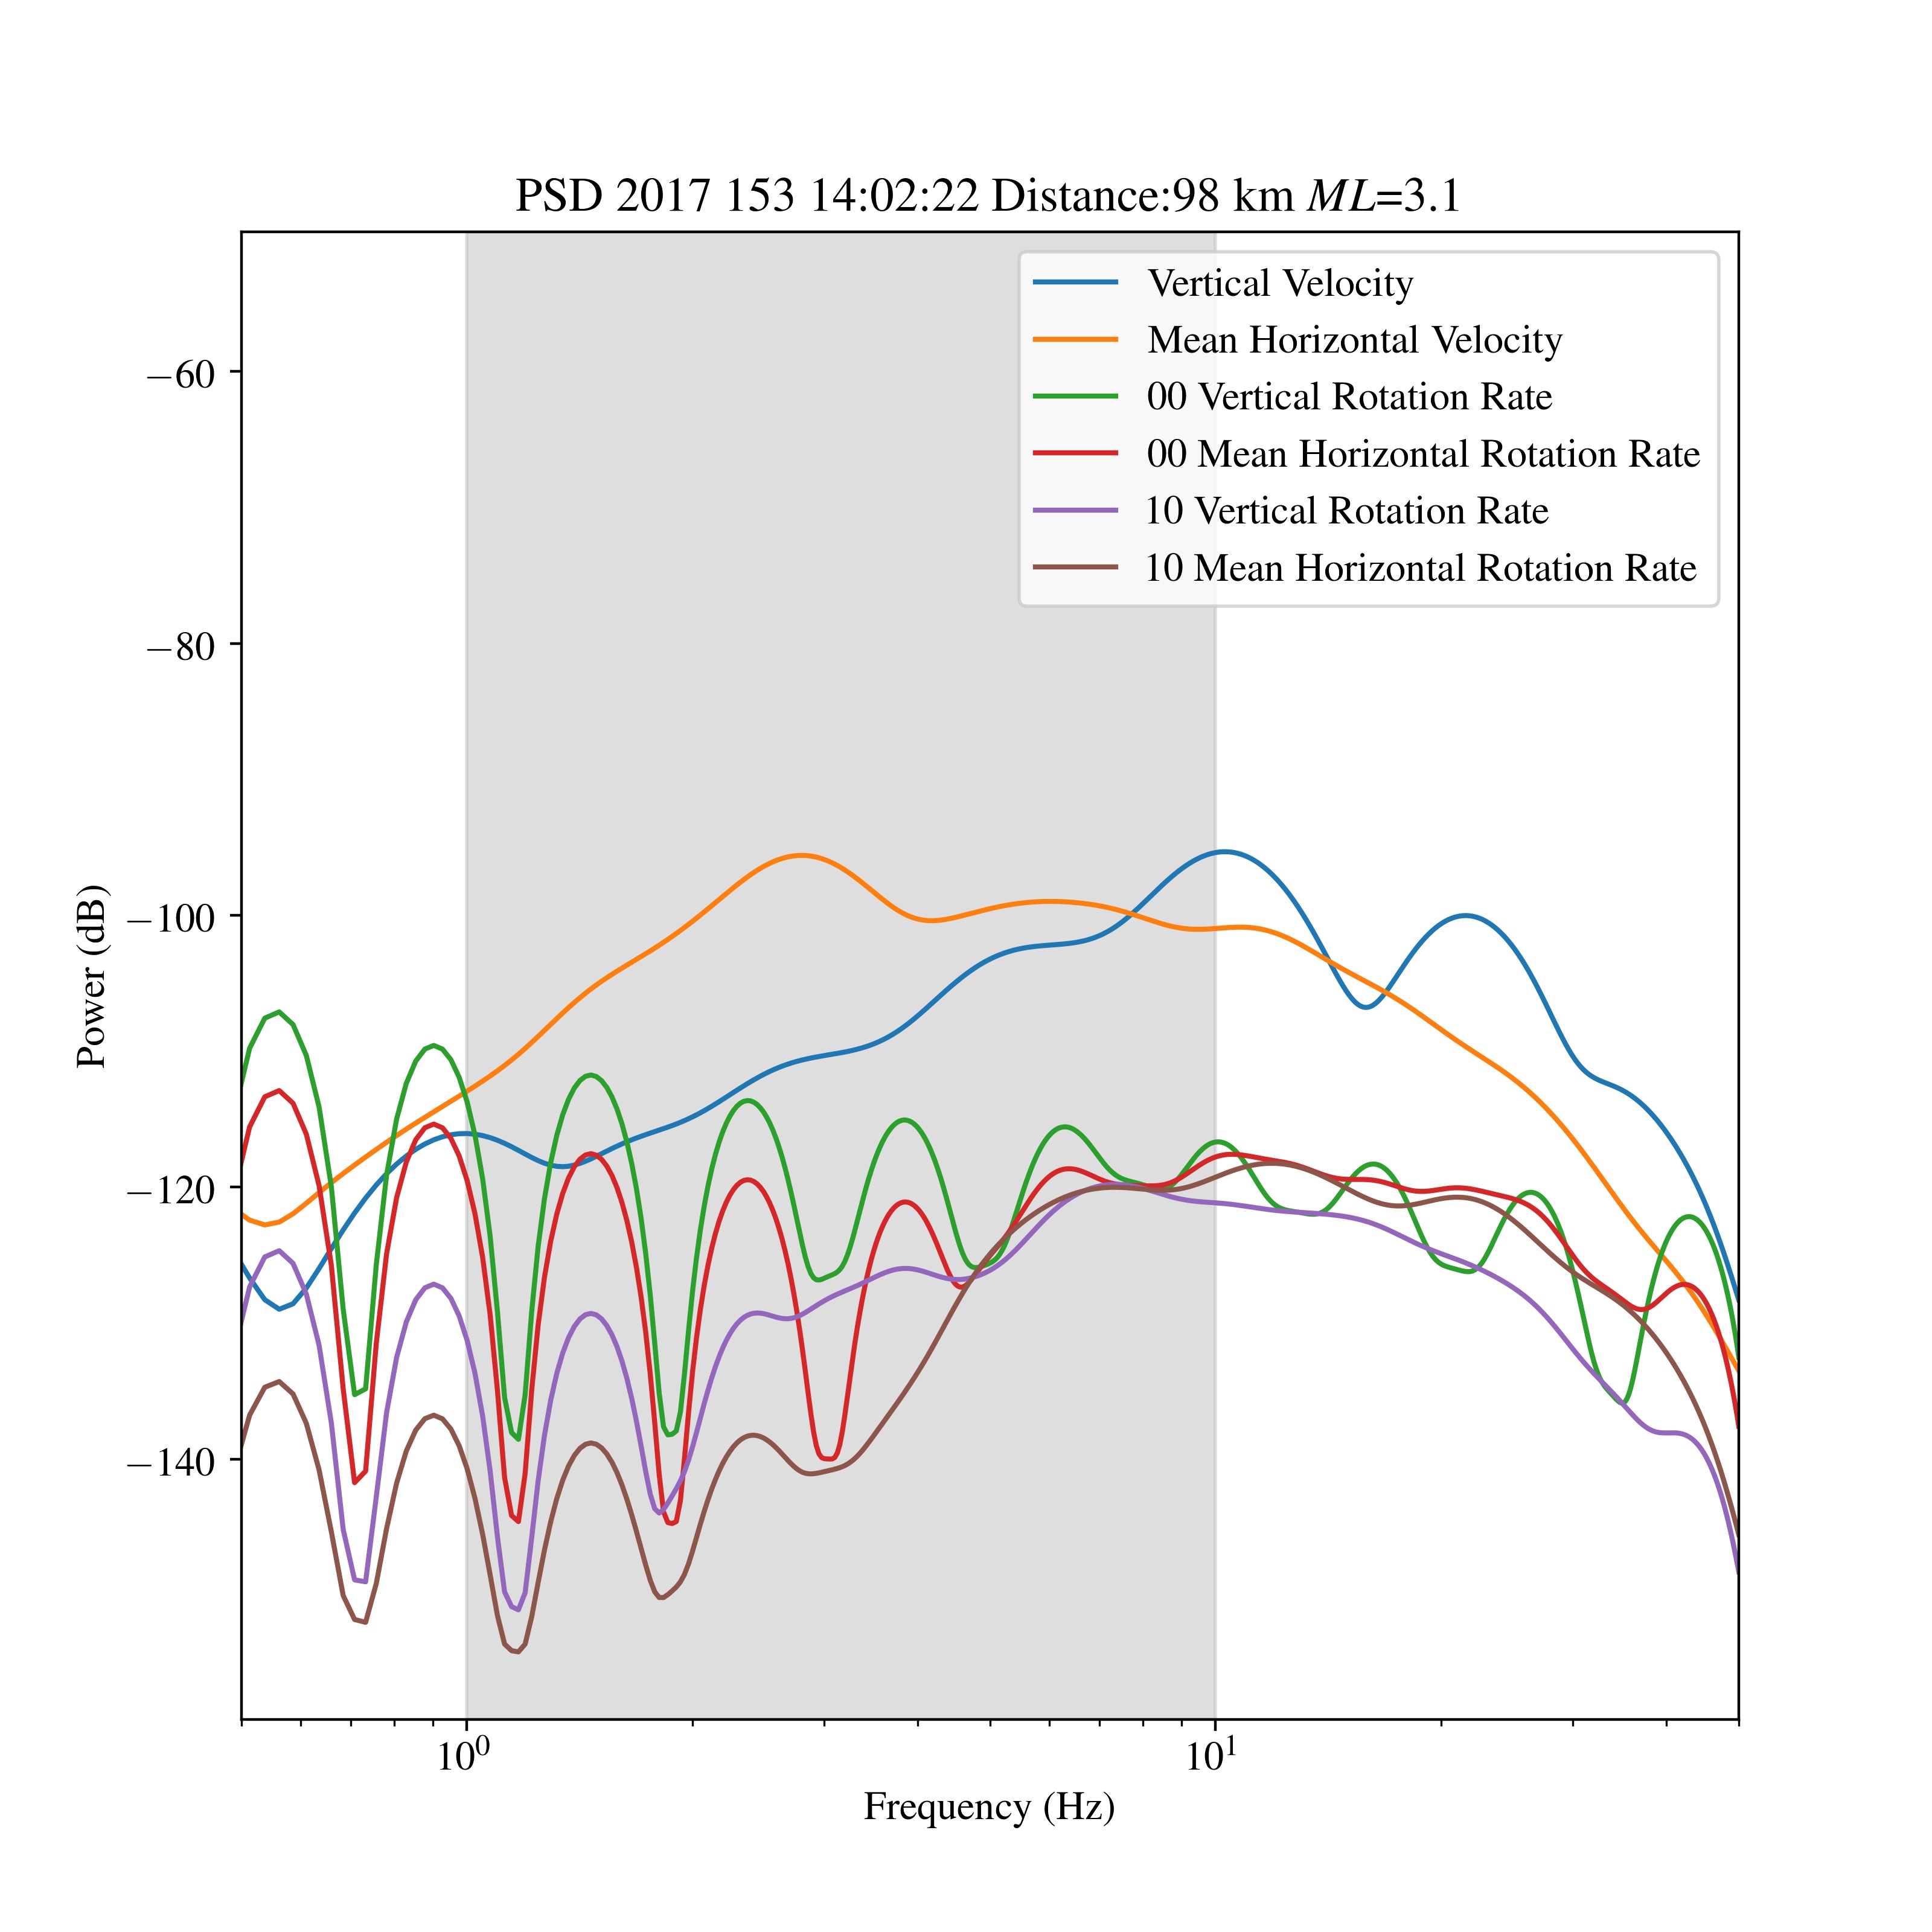 PSD 2017 153 14:02:22 Distance:98 km ML=3.1
Vertical Velocity
Mean Horizontal Velocity
00 Vertical Rotation Rate
00 Mean Horizontal Rotation Rate
10 Vertical Rotation Rate
10 Mean Horizontal Rotation Rate
−60
−80
−100
−120
−140
Power (dB)
10⁰
10¹
Frequency (Hz)